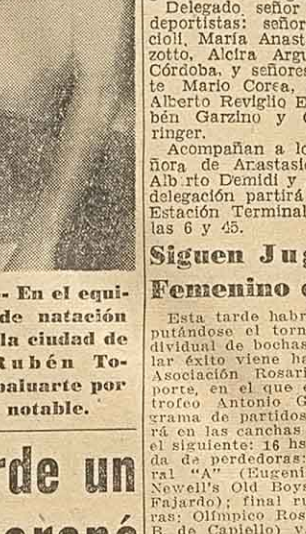 - En el equi-
de natación
la ciudad de
Rubén To-
baluarte por
notable.
rde un
Delegado señor
deportistas: señor
cioli, María Anast
zotto, Alcira Argu
Córdoba, y señores
te Mario Corea,
Alberto Reviglio E
bén Garzino y
ringer.
Acompañan a lo
ñora de Anastasi
Alb rto Demidi y
delegación partirá
Estación Terminal
las 6 y 45.
Siguen Jug
Femenino
Esta tarde habr
putándose el torn
dividual de bochas
lar éxito viene ha
Asociación Rosari
porte, en el que
trofeo Antonio G
grama de partidos
rá en las canchas
el siguiente: 16 hs
da de perdedoras:
ral "A" (Eugeni
Newell's Old Boys
Fajardo); final ru
ras: Olímpico Ros
B. de Capiello) y